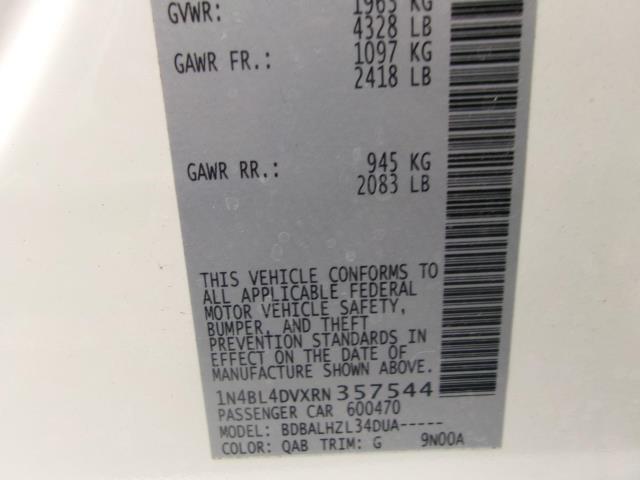 GVWR: 1963 KG
4328 LB
GAWR FR.: 1097 KG
2418 LB
GAWR RR.: 945 KG
2083 LB
THIS VEHICLE CONFORMS TO
ALL APPLICABLE FEDERAL
MOTOR VEHICLE SAFETY,
BUMPER, AND THEFT
PREVENTION STANDARDS IN
EFFECT ON THE DATE OF
MANUFACTURE SHOWN ABOVE.
1N4BL4DVXRN357544
PASSENGER CAR 600470
MODEL: BDBALHZL34DUA-----
COLOR: QAB TRIM: G 9N00A